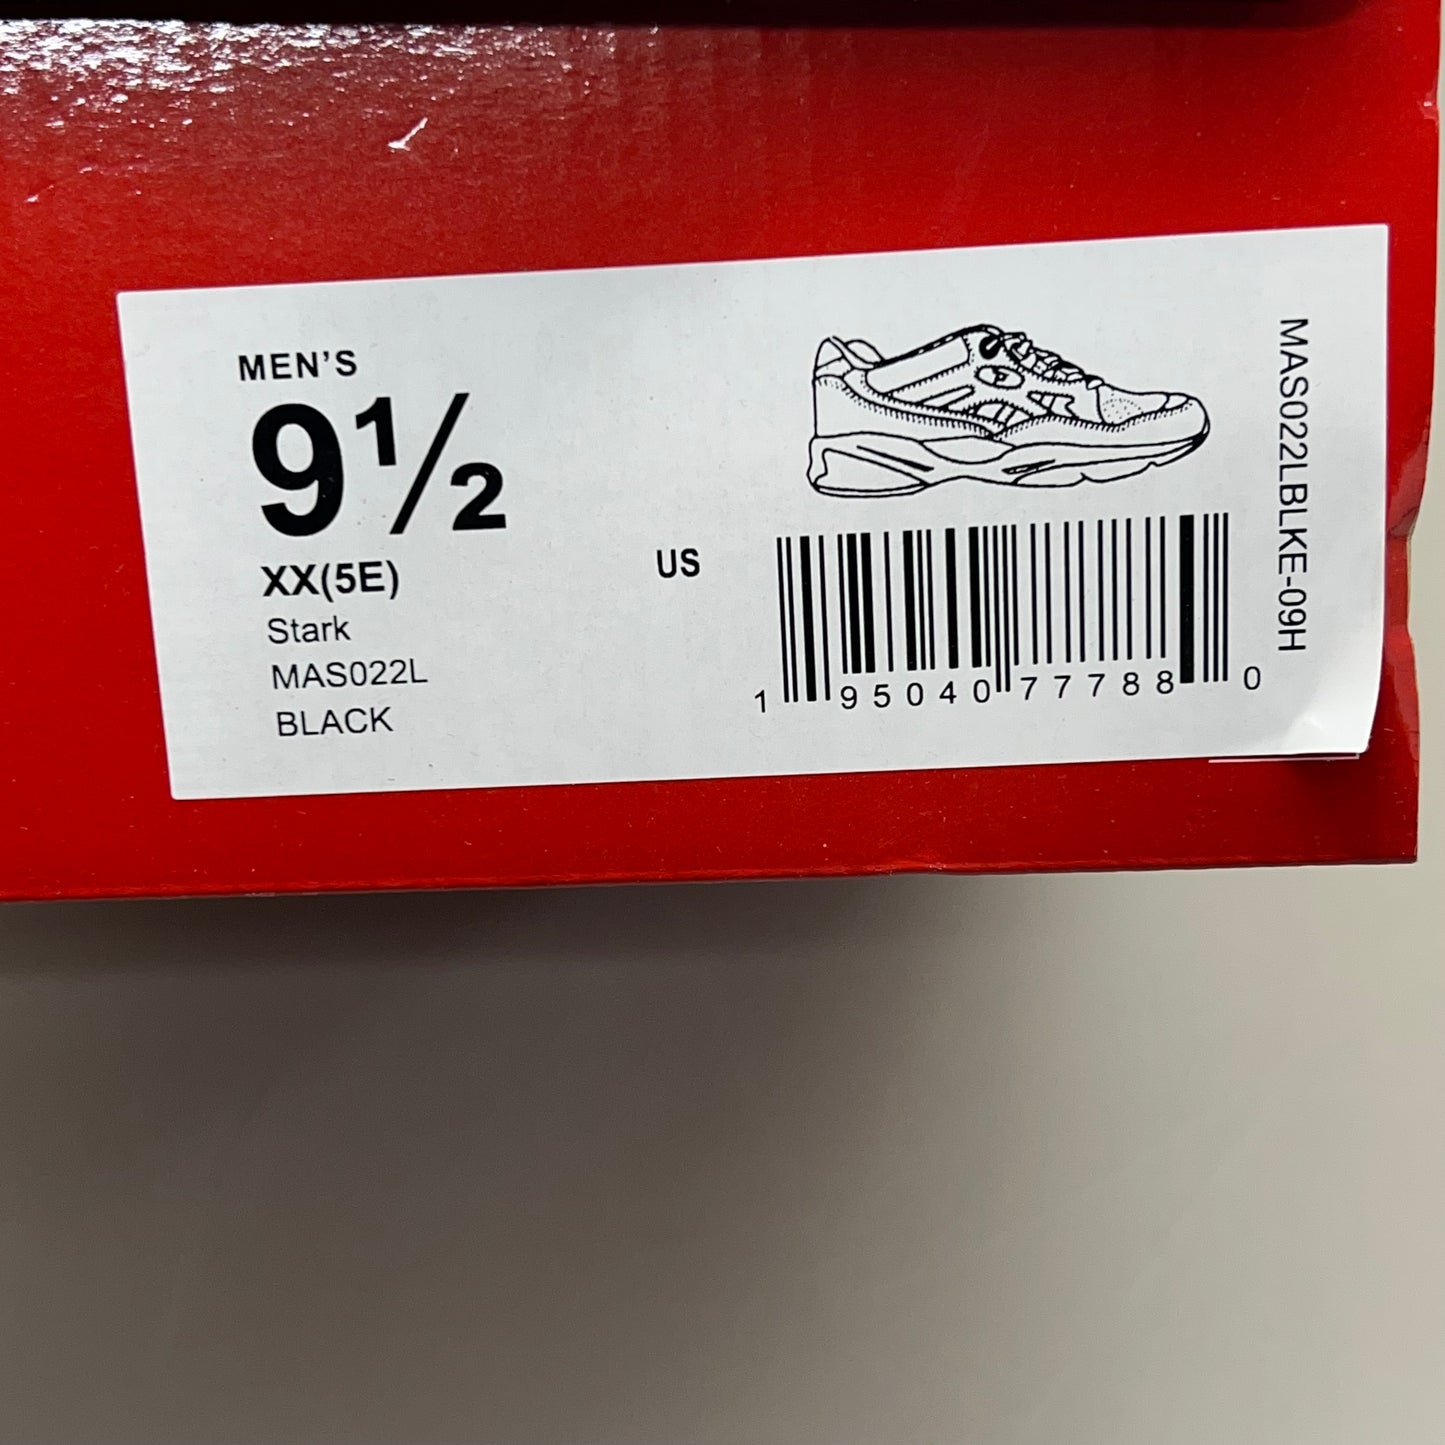 MEN'S
9½
XX(5E)
Stark
MAS022L
BLACK
US
1 95040 77788 0
MAS022LBLKE-09H